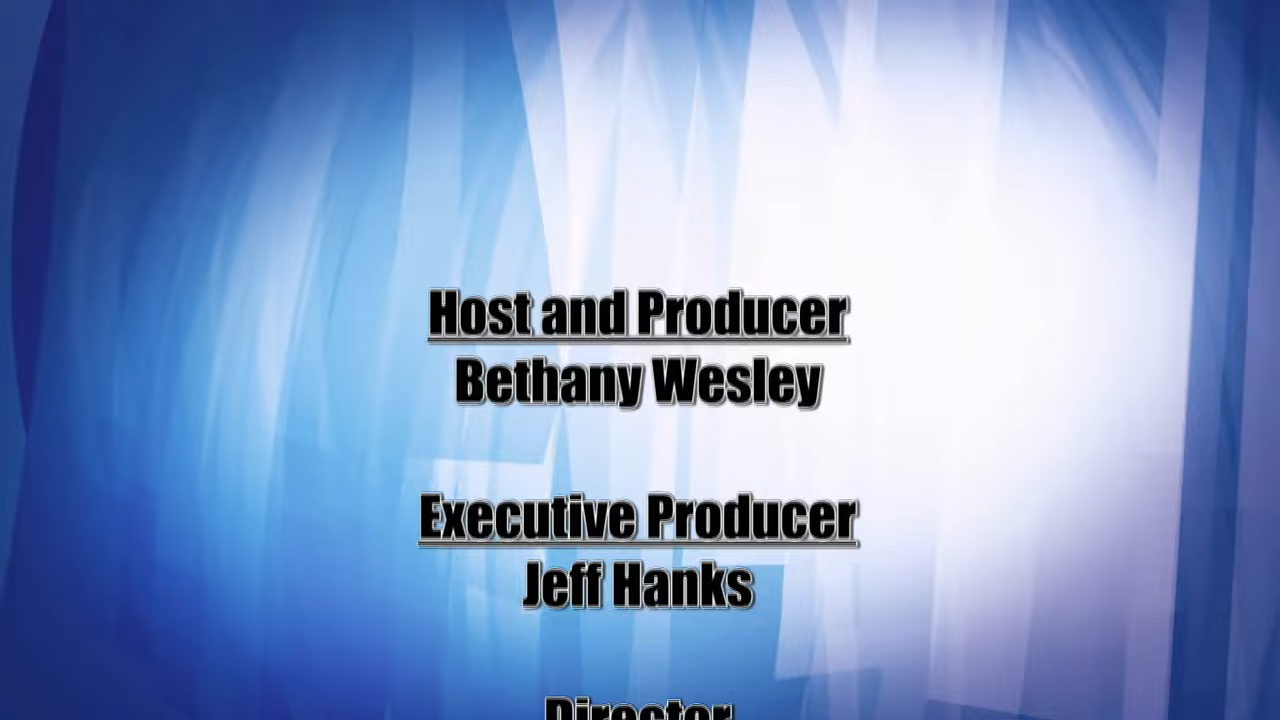 Host and Producer
Bethany Wesley
Executive Producer
Jeff Hanks
Director